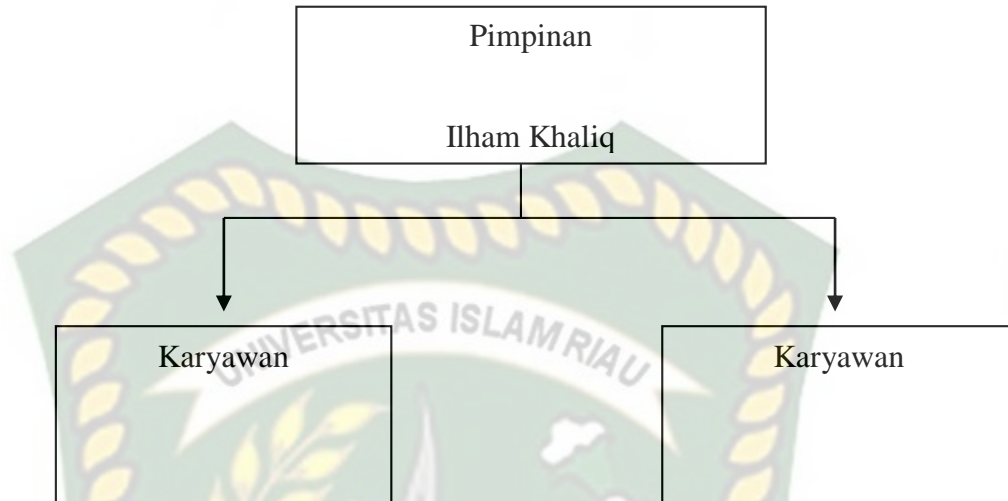 Pimpinan
Ilham Khaliq
UNIVERSITAS ISLAM RIAU
Karyawan
Karyawan